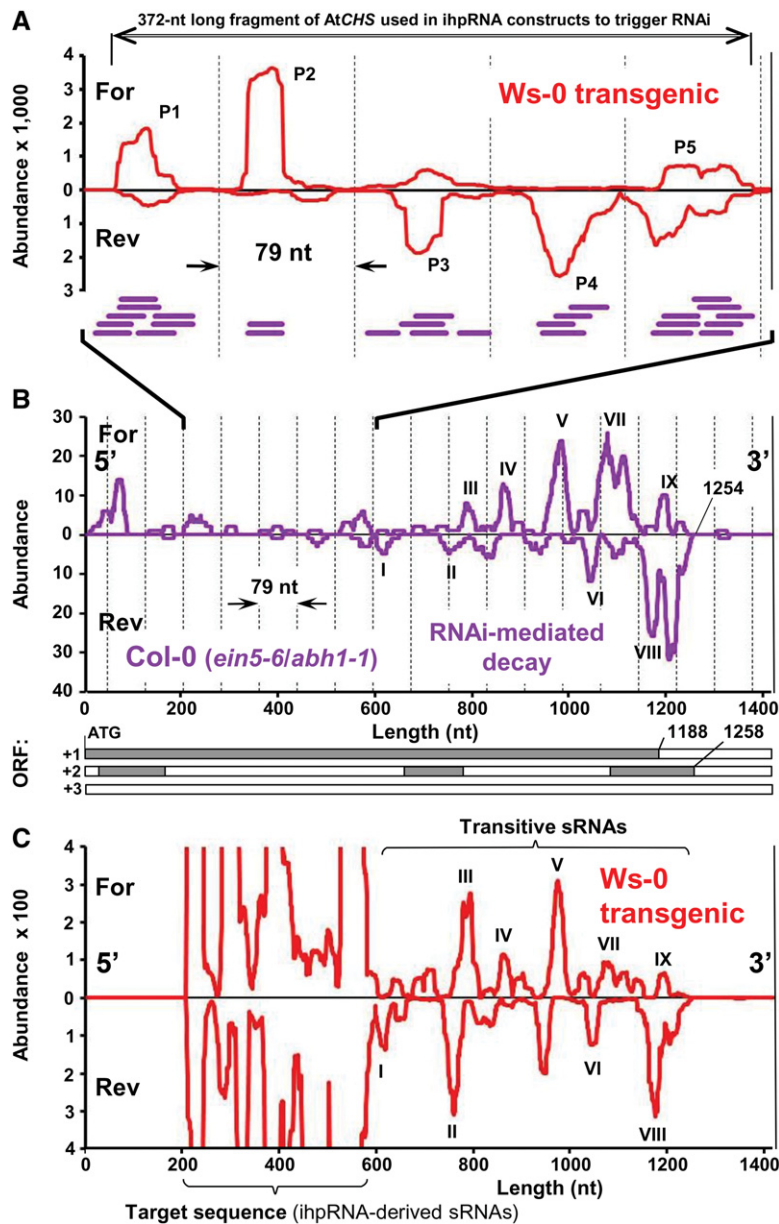 A
372-nt long fragment of AtCHS used in ihpRNA constructs to trigger RNAi
Abundance x 1,000
4
3
2
1
0
1
2
3
For
Rev
P1
P2
P3
P4
P5
Ws-0 transgenic
79 nt
B
Abundance
30
20
10
0
10
20
30
40
For
5’
3’
Rev
I
II
III
IV
V
VI
VII
VIII
IX
1254
79 nt
Col-0 (ein5-6/abh1-1)
RNAi-mediated
decay
0 200 400 600 800 1000 1200 1400
Length (nt)
ORF:
ATG
1188
1258
+1
+2
+3
C
Transitive sRNAs
Abundance x 100
4
3
2
1
0
1
2
3
4
For
5’
3’
Rev
I
II
III
IV
V
VI
VII
VIII
IX
Ws-0
transgenic
0 200 400 600 800 1000 1200 1400
Length (nt)
Target sequence (ihpRNA-derived sRNAs)